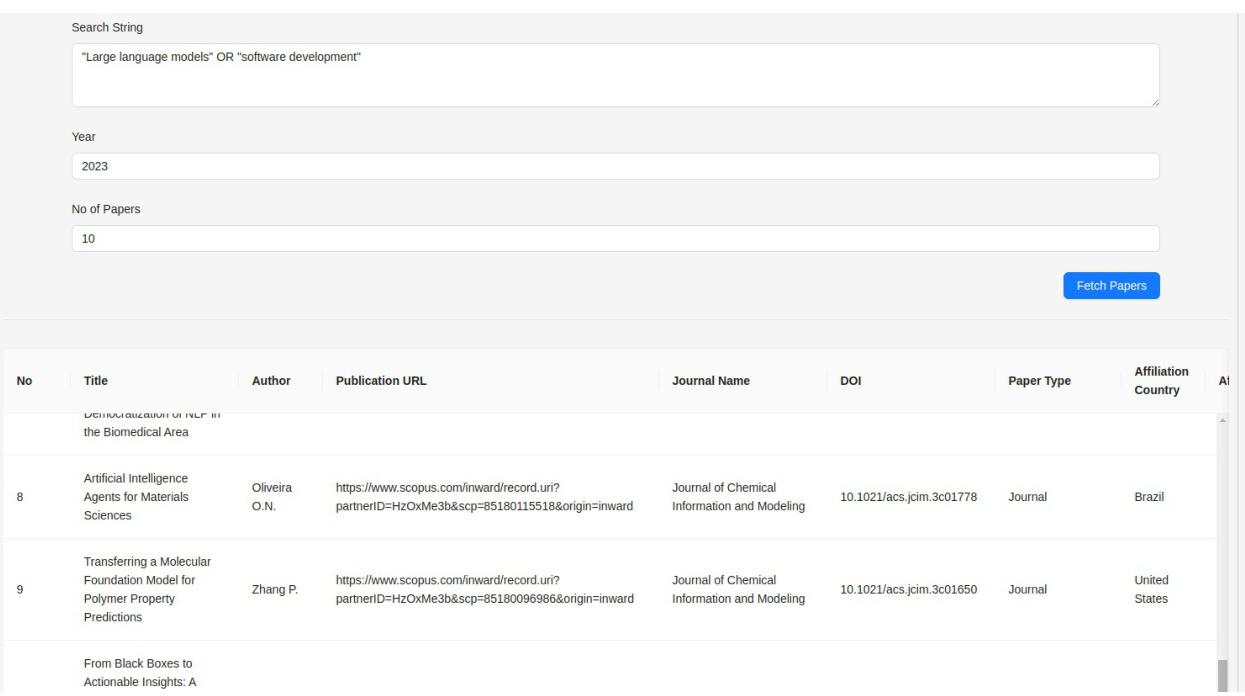 Search String
"Large language models" OR "software development"
Year
2023
No of Papers
10
Fetch Papers
No Title Author Publication URL Journal Name DOI Paper Type Affiliation Country Af
Democratization of NLP in
the Biomedical Area
8
Artificial Intelligence
Agents for Materials
Sciences
Oliveira
O.N.
https://www.scopus.com/inward/record.uri?
partnerID=HzOxMe3b&scp=85180115518&origin=inward
Journal of Chemical
Information and Modeling
10.1021/acs.jcim.3c01778
Journal
Brazil
9
Transferring a Molecular
Foundation Model for
Polymer Property
Predictions
Zhang P.
https://www.scopus.com/inward/record.uri?
partnerID=HzOxMe3b&scp=85180096986&origin=inward
Journal of Chemical
Information and Modeling
10.1021/acs.jcim.3c01650
Journal
United
States
From Black Boxes to
Actionable Insights: A